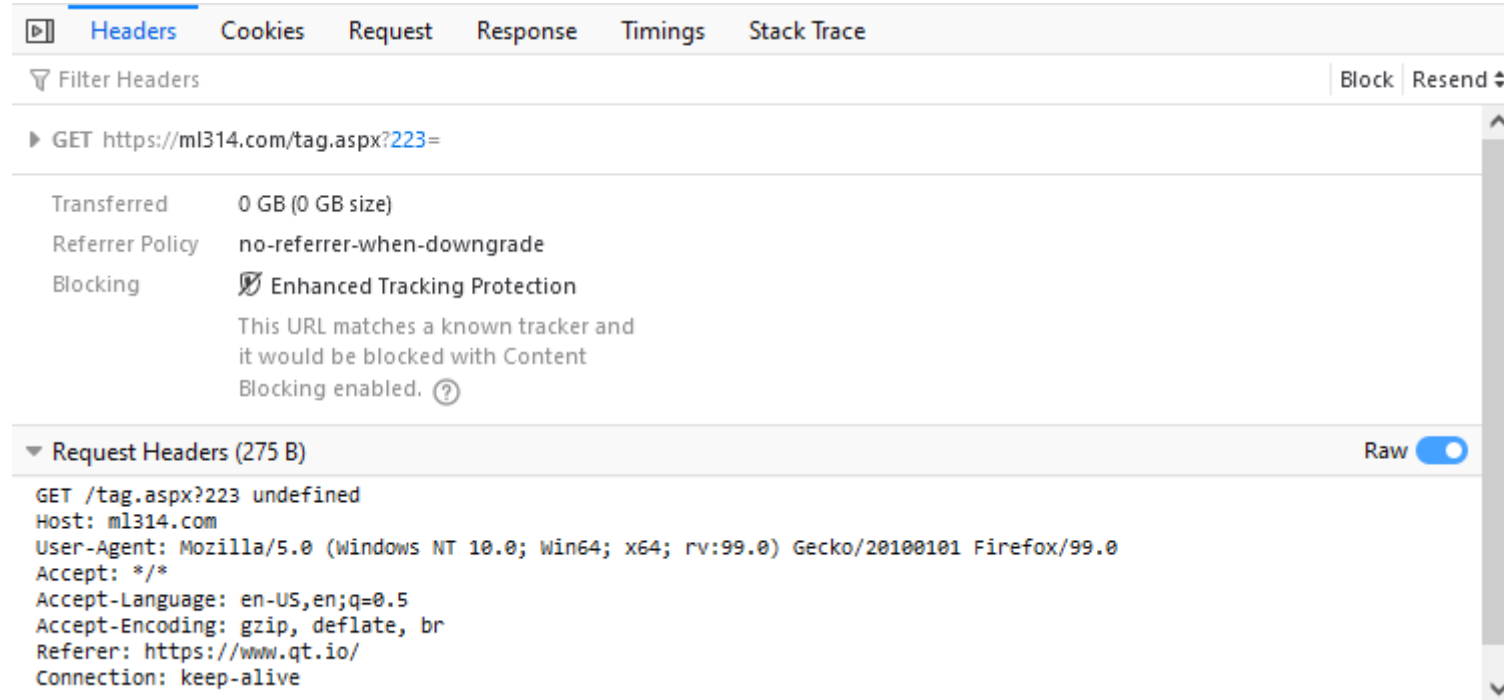 Headers Cookies Request Response Timings Stack Trace
Filter Headers Block Resend
GET https://ml314.com/tag.aspx?223=
Transferred 0 GB (0 GB size)
Referrer Policy no-referrer-when-downgrade
Blocking Enhanced Tracking Protection
This URL matches a known tracker and
it would be blocked with Content
Blocking enabled. ?
Request Headers (275 B) Raw
GET /tag.aspx?223 undefined
Host: ml314.com
User-Agent: Mozilla/5.0 (Windows NT 10.0; Win64; x64; rv:99.0) Gecko/20100101 Firefox/99.0
Accept: */*
Accept-Language: en-US,en;q=0.5
Accept-Encoding: gzip, deflate, br
Referer: https://www.qt.io/
Connection: keep-alive